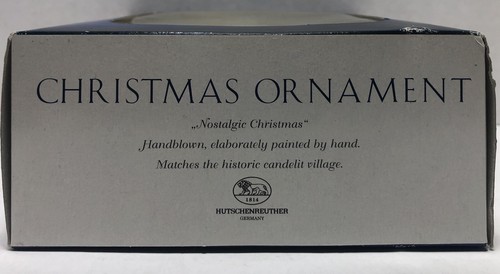 CHRISTMAS ORNAMENT
„Nostalgic Christmas“
Handblown, elaborately painted by hand.
Matches the historic candelit village.
1814
HUTSCHENREUTHER
GERMANY